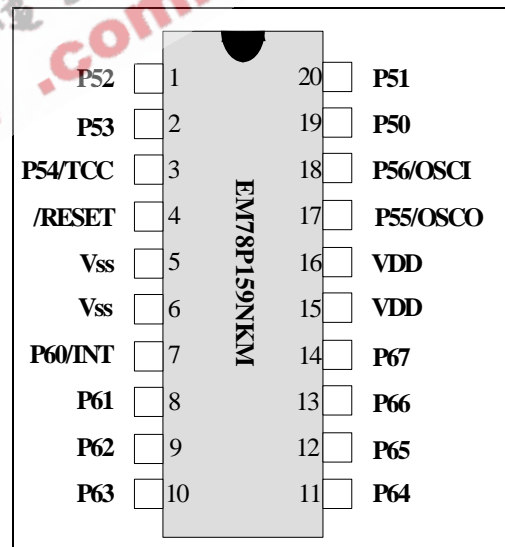 .com
P52 1 20 P51
P53 2 19 P50
P54/TCC 3 18 P56/OSCI
/RESET 4 17 P55/OSCO
Vss 5 16 VDD
Vss 6 15 VDD
P60/INT 7 14 P67
P61 8 13 P66
P62 9 12 P65
P63 10 11 P64
EM78P159NKM